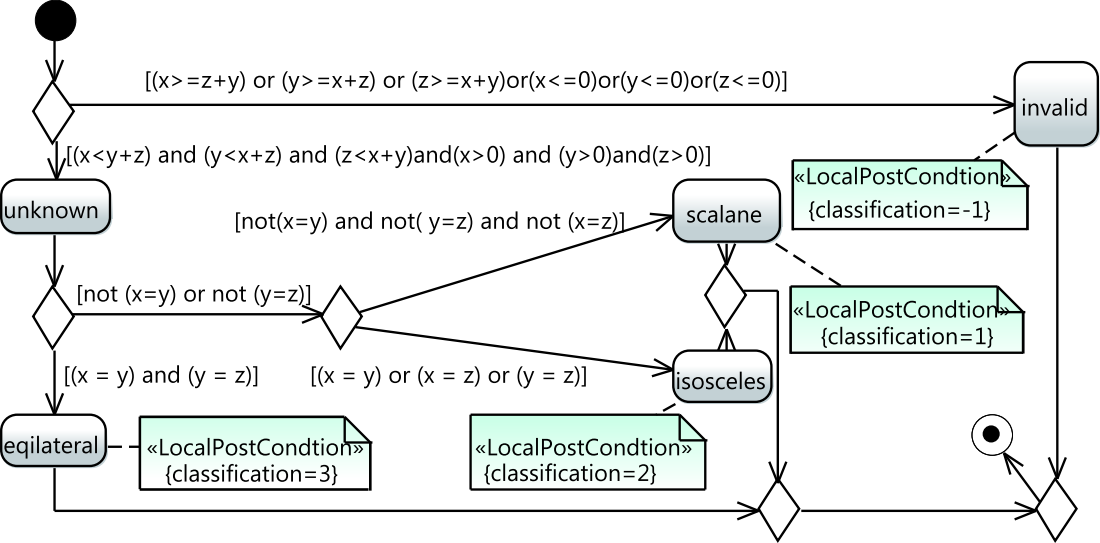 [(x>=z+y) or (y>=x+z) or (z>=x+y)or(x<=0)or(y<=0)or(z<=0)]
invalid
[(x<y+z) and (y<x+z) and (z<x+y)and(x>0) and (y>0)and(z>0)]
«LocalPostCondtion»
{classification=-1}
unknown
[not(x=y) and not( y=z) and not (x=z)]
scalane
[not (x=y) or not (y=z)]
«LocalPostCondtion»
{classification=1}
[(x = y) and (y = z)]
[(x = y) or (x = z) or (y = z)]
isosceles
eqilateral
«LocalPostCondtion»
{classification=3}
«LocalPostCondtion»
{classification=2}